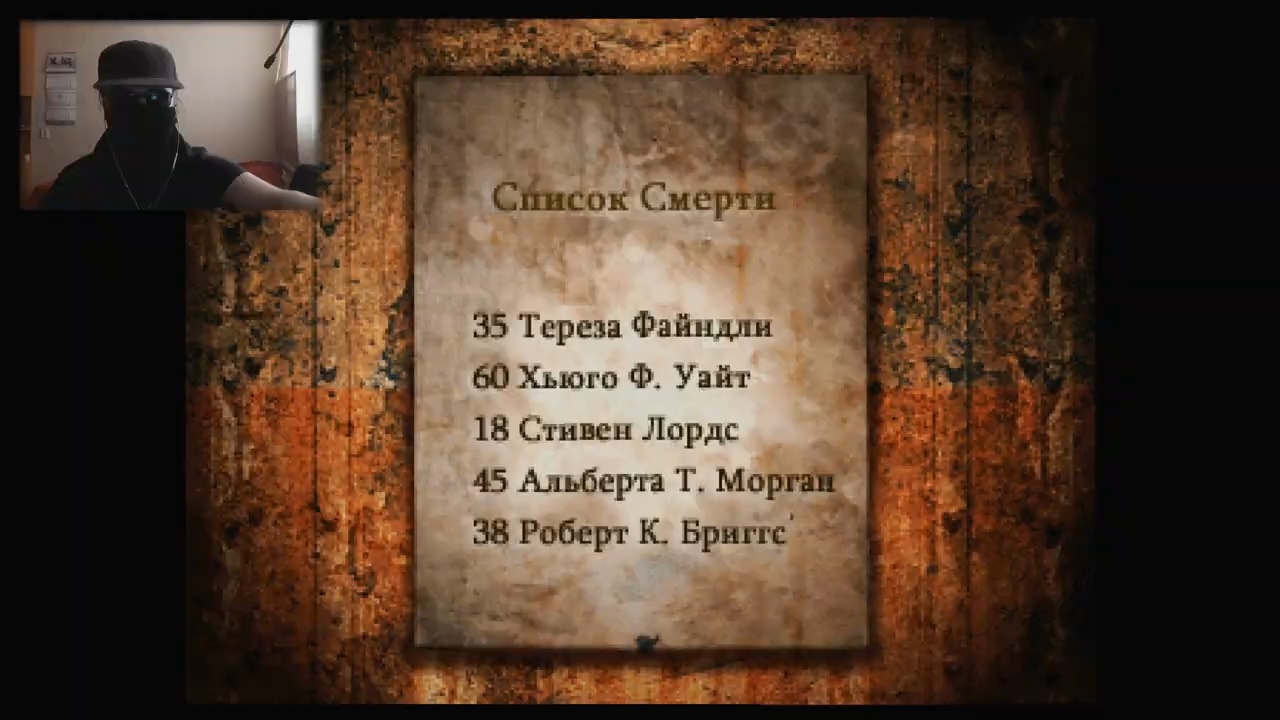 Список Смерти
35 Тереза Файндли
60 Хьюго Ф. Уайт
18 Стивен Лордс
45 Альберта Т. Морган
38 Роберт К. Бриггс